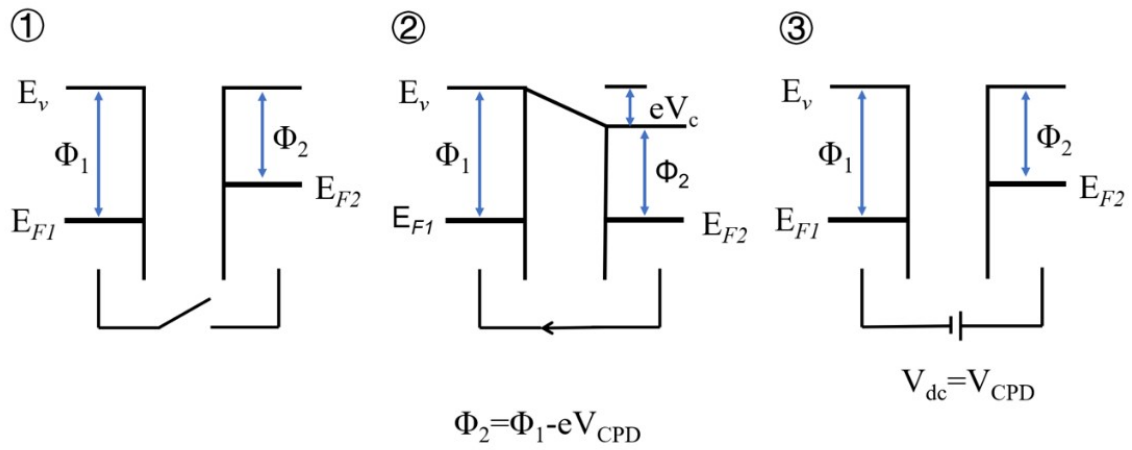 ① ② ③
E_v E_v eV_c E_v
Φ_1 Φ_2 Φ_1 Φ_2 Φ_1 Φ_2
E_F1 E_F2 E_F1 E_F2 E_F1 E_F2
V_dc=V_CPD
Φ_2=Φ_1-eV_CPD